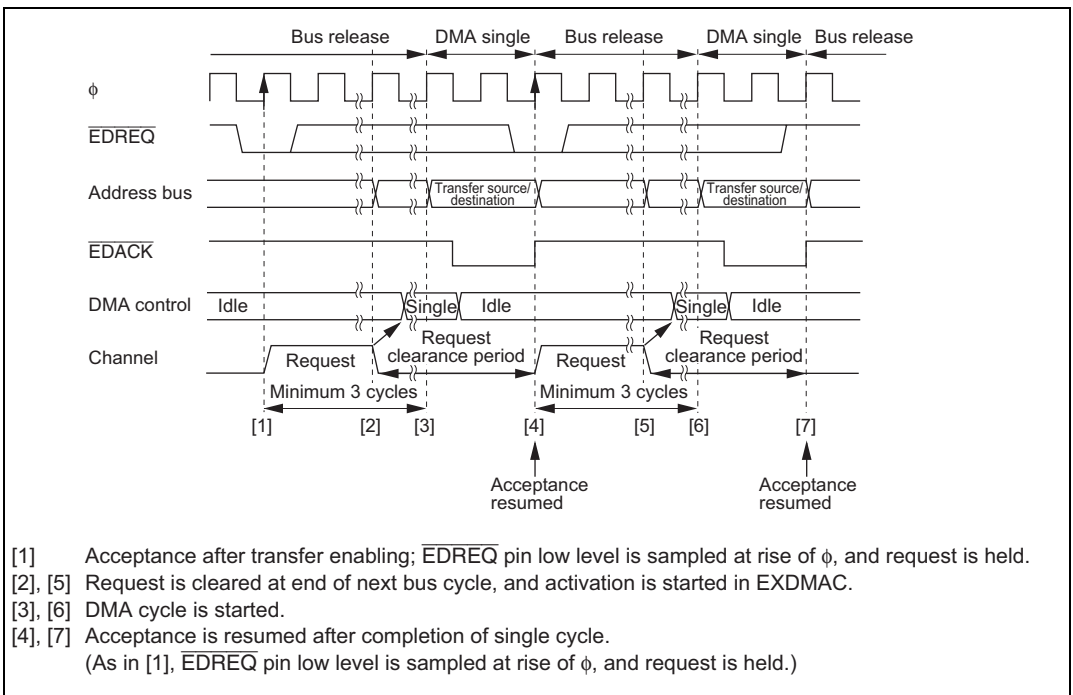 Bus release DMA single Bus release DMA single Bus release
ϕ
EDREQ
Address bus Transfer source/ Transfer source/
destination destination
EDACK
DMA control Idle Single Idle Single Idle
Channel Request Request Request Request
clearance period clearance period
Minimum 3 cycles Minimum 3 cycles
[1] [2] [3] [4] [5] [6] [7]
Acceptance Acceptance
resumed resumed
[1] Acceptance after transfer enabling; EDREQ pin low level is sampled at rise of ϕ, and request is held.
[2], [5] Request is cleared at end of next bus cycle, and activation is started in EXDMAC.
[3], [6] DMA cycle is started.
[4], [7] Acceptance is resumed after completion of single cycle.
(As in [1], EDREQ pin low level is sampled at rise of ϕ, and request is held.)